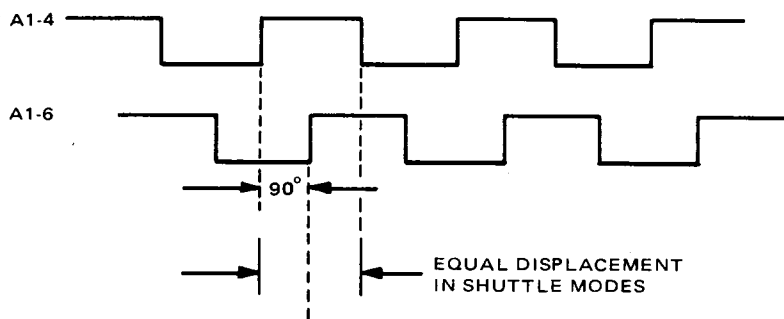 A1-4
A1-6
90°
EQUAL DISPLACEMENT
IN SHUTTLE MODES